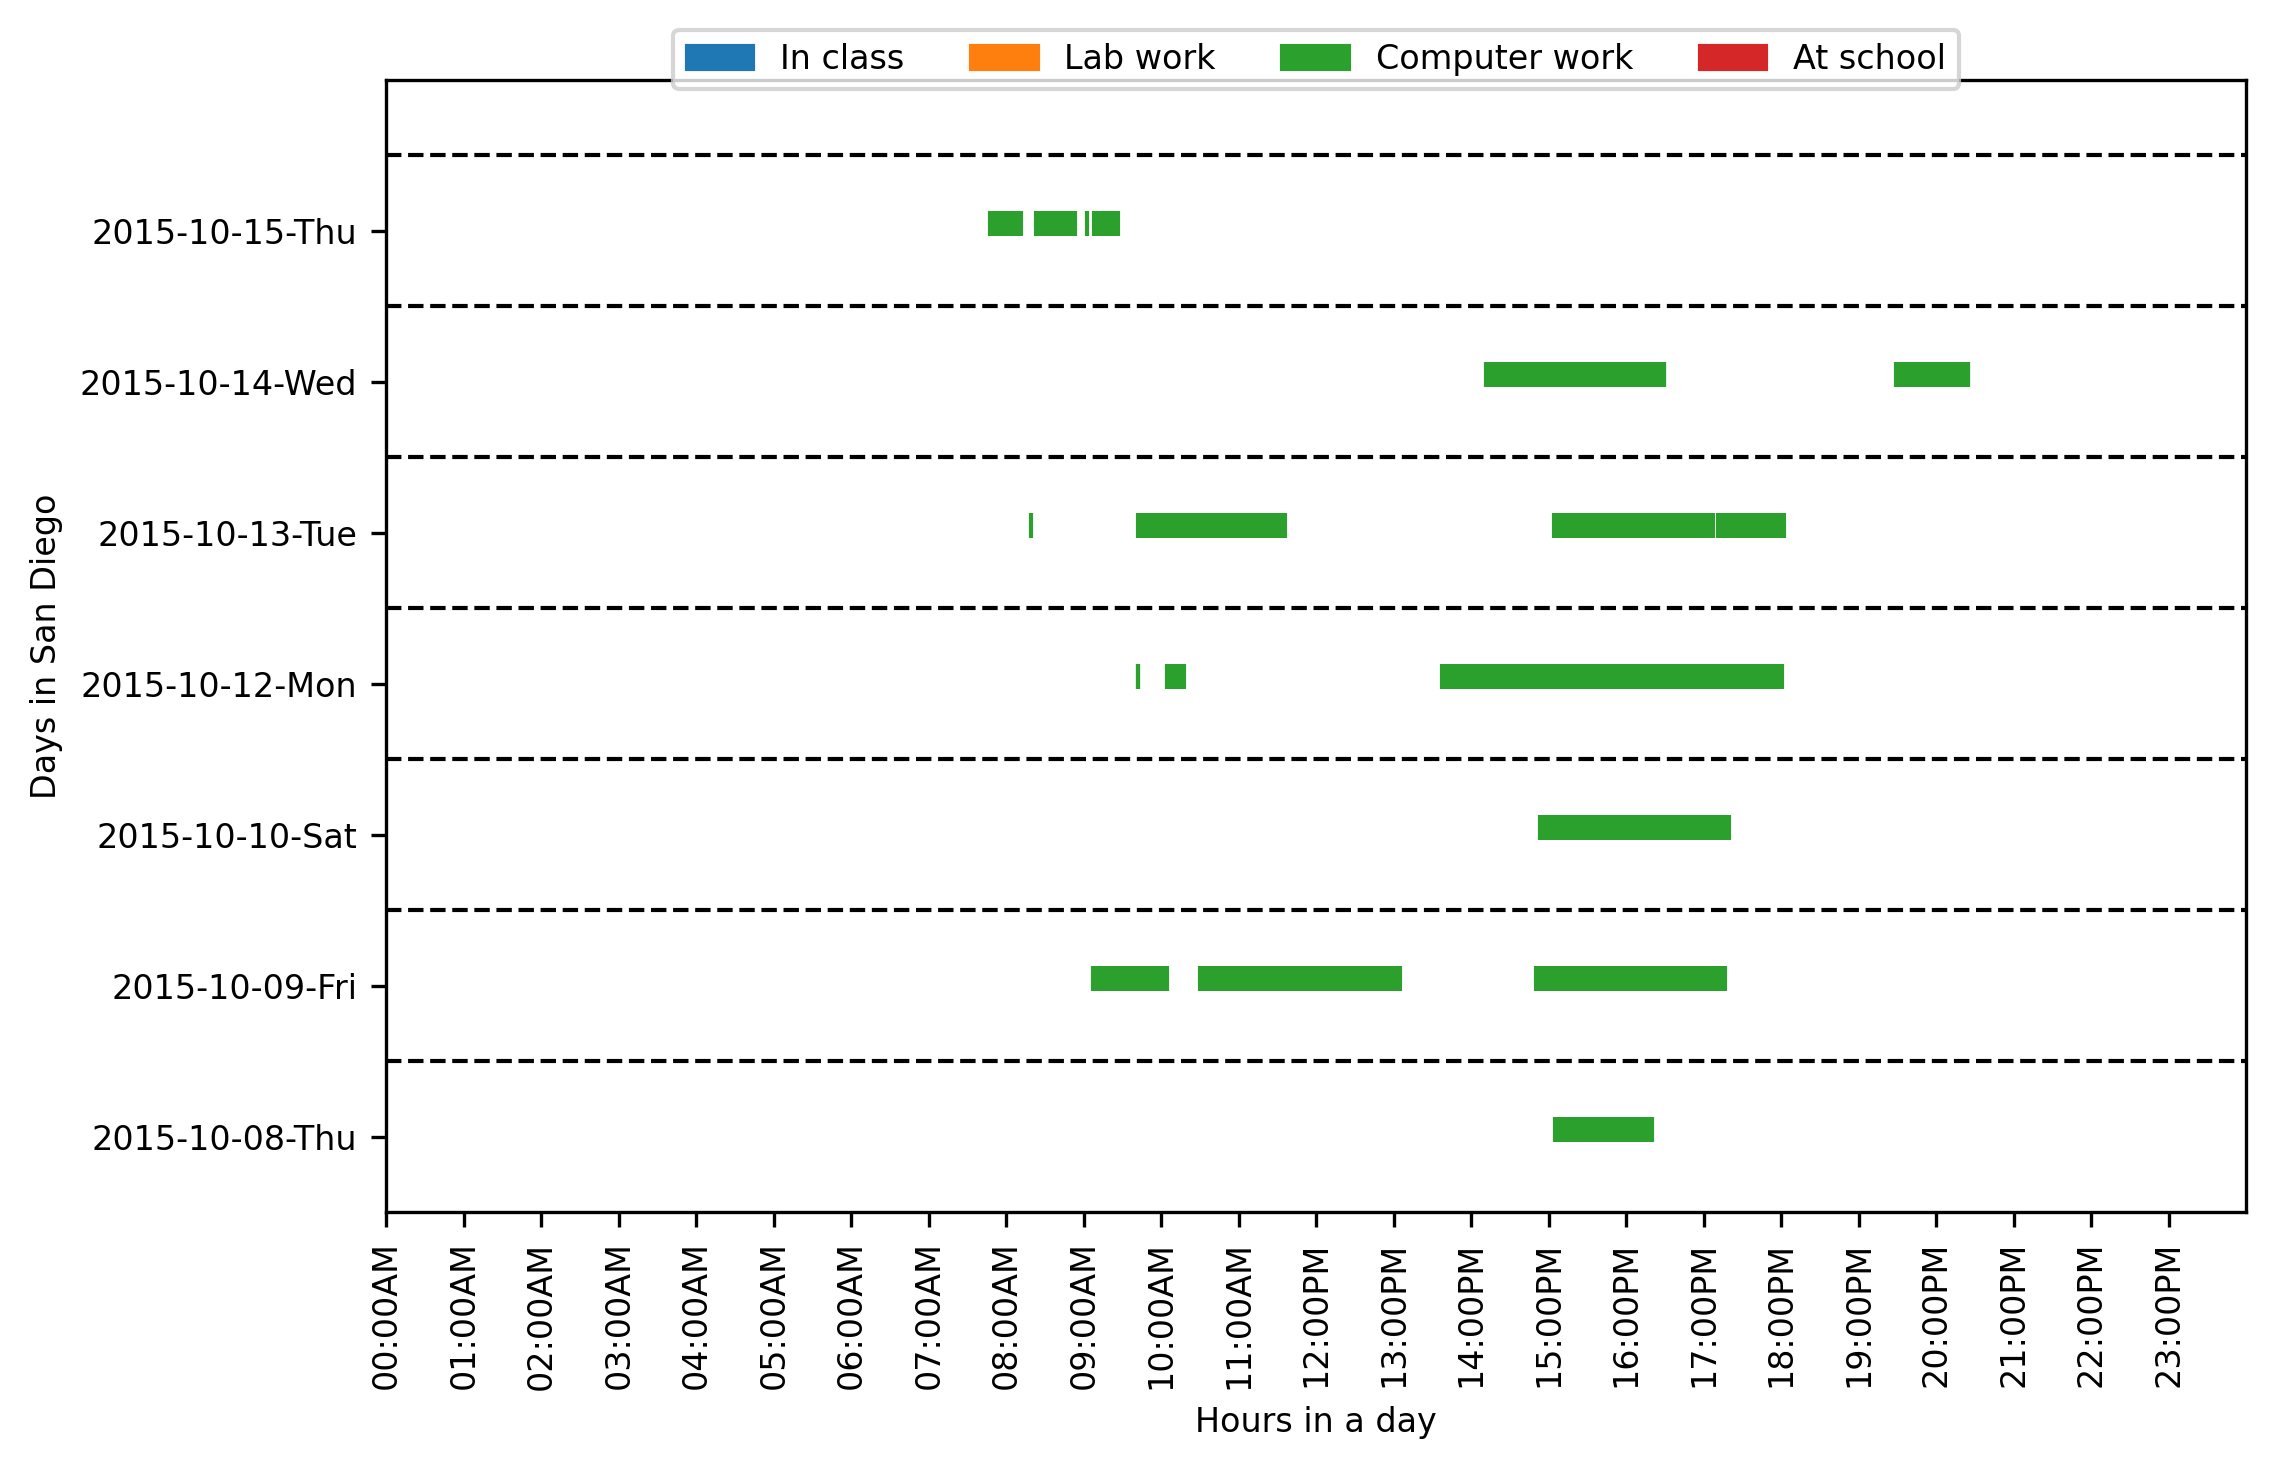 In class Lab work Computer work At school
Days in San Diego
2015-10-15-Thu
2015-10-14-Wed
2015-10-13-Tue
2015-10-12-Mon
2015-10-10-Sat
2015-10-09-Fri
2015-10-08-Thu
00:00AM
01:00AM
02:00AM
03:00AM
04:00AM
05:00AM
06:00AM
07:00AM
08:00AM
09:00AM
10:00AM
11:00AM
12:00PM
13:00PM
14:00PM
15:00PM
16:00PM
17:00PM
18:00PM
19:00PM
20:00PM
21:00PM
22:00PM
23:00PM
Hours in a day